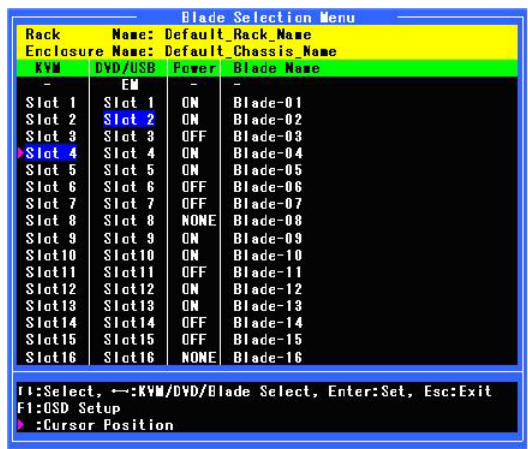 Blade Selection Menu
Rack Name: Default_Rack_Name
Enclosure Name: Default_Chassis_Name
KVM DVD/USB Power Blade Name
- EM - -
Slot 1 Slot 1 ON Blade-01
Slot 2 Slot 2 ON Blade-02
Slot 3 Slot 3 OFF Blade-03
Slot 4 Slot 4 ON Blade-04
Slot 5 Slot 5 ON Blade-05
Slot 6 Slot 6 OFF Blade-06
Slot 7 Slot 7 OFF Blade-07
Slot 8 Slot 8 NONE Blade-08
Slot 9 Slot 9 ON Blade-09
Slot10 Slot10 ON Blade-10
Slot11 Slot11 OFF Blade-11
Slot12 Slot12 ON Blade-12
Slot13 Slot13 ON Blade-13
Slot14 Slot14 OFF Blade-14
Slot15 Slot15 OFF Blade-15
Slot16 Slot16 NONE Blade-16
↑↓:Select, ←→:KVM/DVD/Blade Select, Enter:Set, Esc:Exit
F1:OSD Setup
:Cursor Position